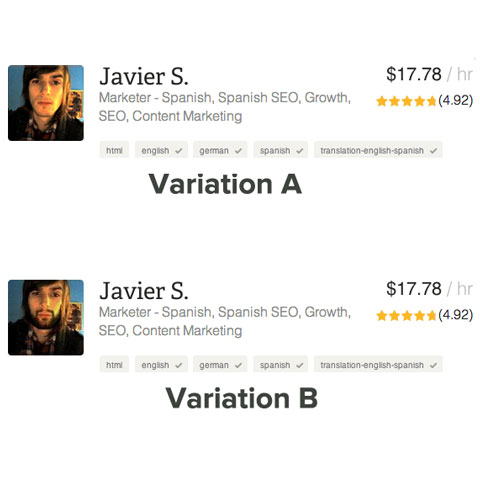 Javier S.
$17.78 / hr
Marketer - Spanish, Spanish SEO, Growth,
(4.92)
SEO, Content Marketing
html english german spanish translation-english-spanish
Variation A
Javier S.
$17.78 / hr
Marketer - Spanish, Spanish SEO, Growth,
(4.92)
SEO, Content Marketing
html english german spanish translation-english-spanish
Variation B